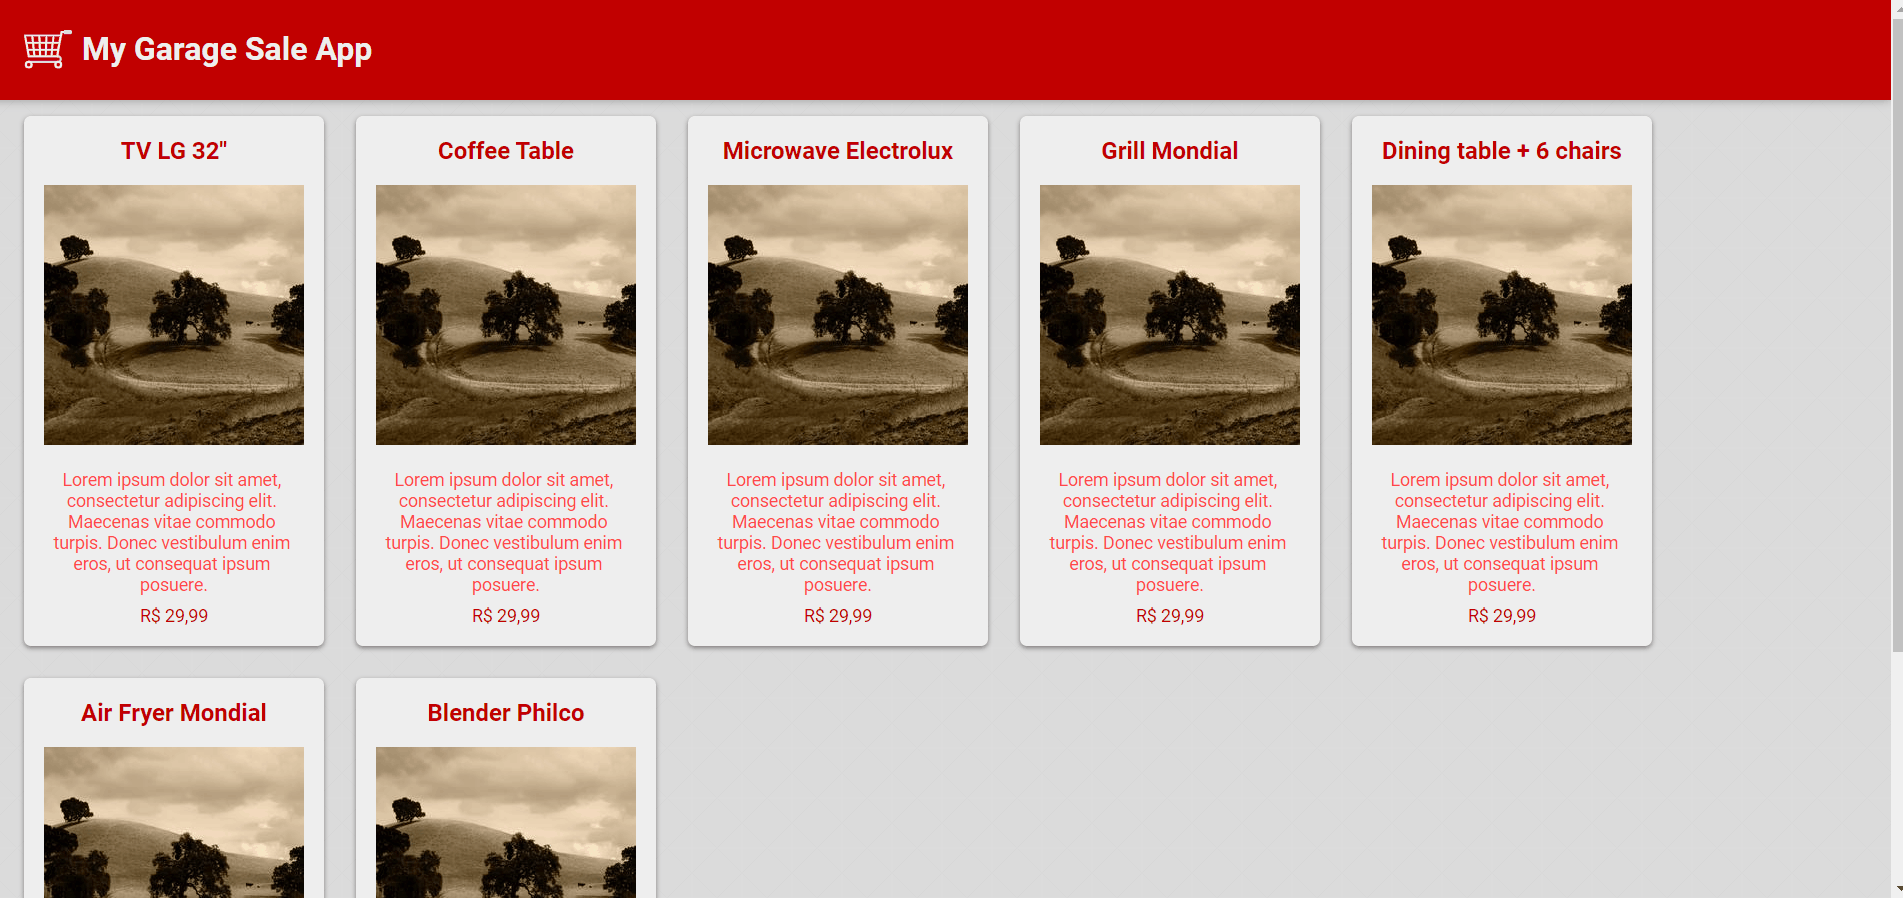 My Garage Sale App
TV LG 32"
Lorem ipsum dolor sit amet,
consectetur adipiscing elit.
Maecenas vitae commodo
turpis. Donec vestibulum enim
eros, ut consequat ipsum
posuere.
R$ 29,99
Coffee Table
Lorem ipsum dolor sit amet,
consectetur adipiscing elit.
Maecenas vitae commodo
turpis. Donec vestibulum enim
eros, ut consequat ipsum
posuere.
R$ 29,99
Microwave Electrolux
Lorem ipsum dolor sit amet,
consectetur adipiscing elit.
Maecenas vitae commodo
turpis. Donec vestibulum enim
eros, ut consequat ipsum
posuere.
R$ 29,99
Grill Mondial
Lorem ipsum dolor sit amet,
consectetur adipiscing elit.
Maecenas vitae commodo
turpis. Donec vestibulum enim
eros, ut consequat ipsum
posuere.
R$ 29,99
Dining table + 6 chairs
Lorem ipsum dolor sit amet,
consectetur adipiscing elit.
Maecenas vitae commodo
turpis. Donec vestibulum enim
eros, ut consequat ipsum
posuere.
R$ 29,99
Air Fryer Mondial
Blender Philco